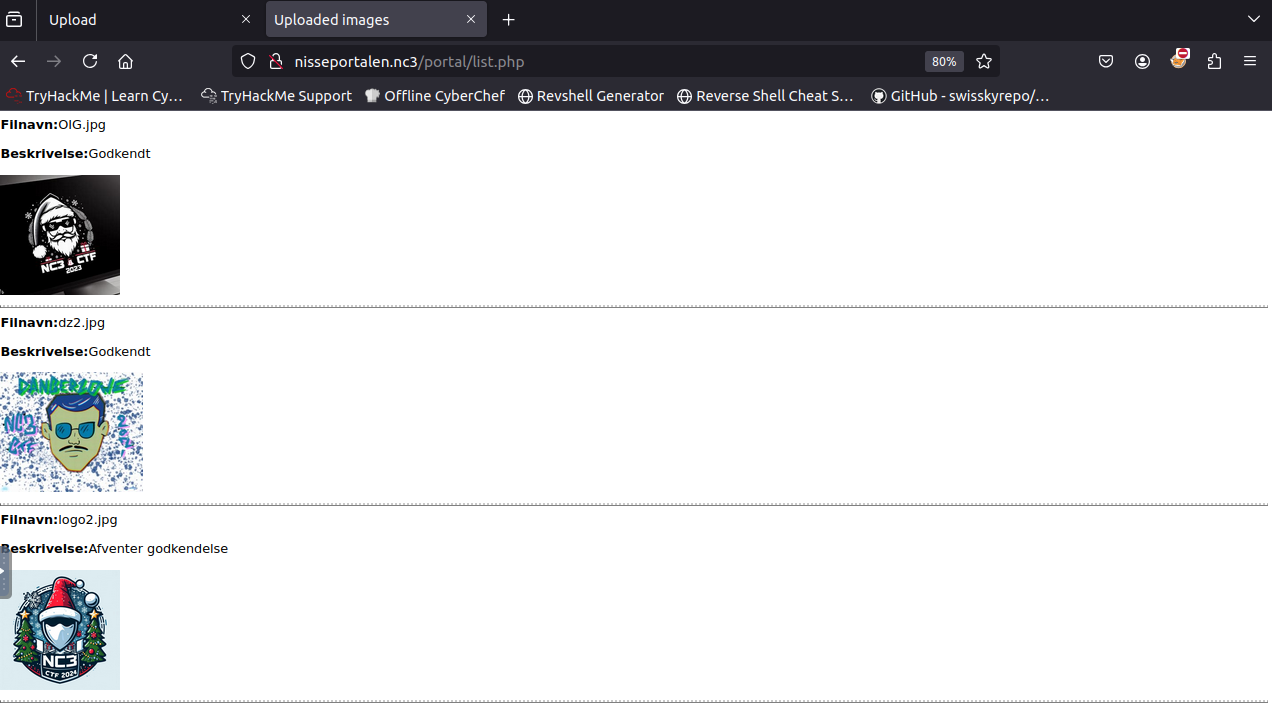 Upload
Uploaded images
nisseportalen.nc3/portal/list.php
80%
TryHackMe | Learn Cy…
TryHackMe Support
Offline CyberChef
Revshell Generator
Reverse Shell Cheat S…
GitHub - swisskyrepo/…
Filnavn:OIG.jpg
Beskrivelse:Godkendt
NC3 & CTF
2023
Filnavn:dz2.jpg
Beskrivelse:Godkendt
DANGERZONE
NC3
CTF
Filnavn:logo2.jpg
Beskrivelse:Afventer godkendelse
NC3
CTF 2024